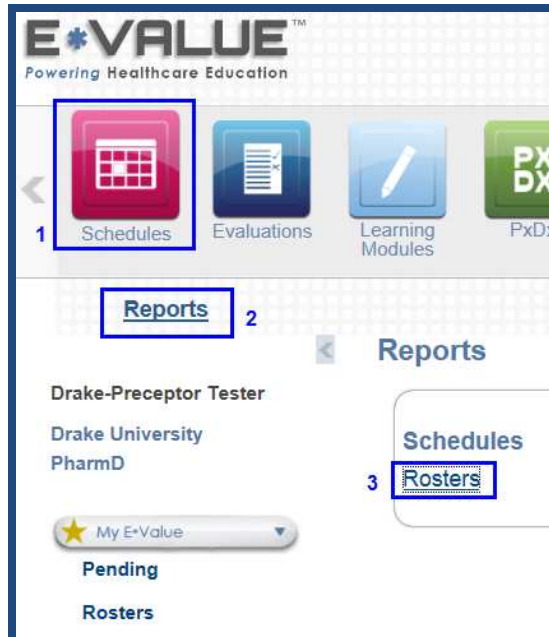 E*VALUE™
Powering Healthcare Education
1
Schedules
Evaluations
Learning
Modules
PX
DX
PxDx
Reports
2
Reports
Drake-Preceptor Tester
Drake University
PharmD
Schedules
3
Rosters
My E*Value
Pending
Rosters